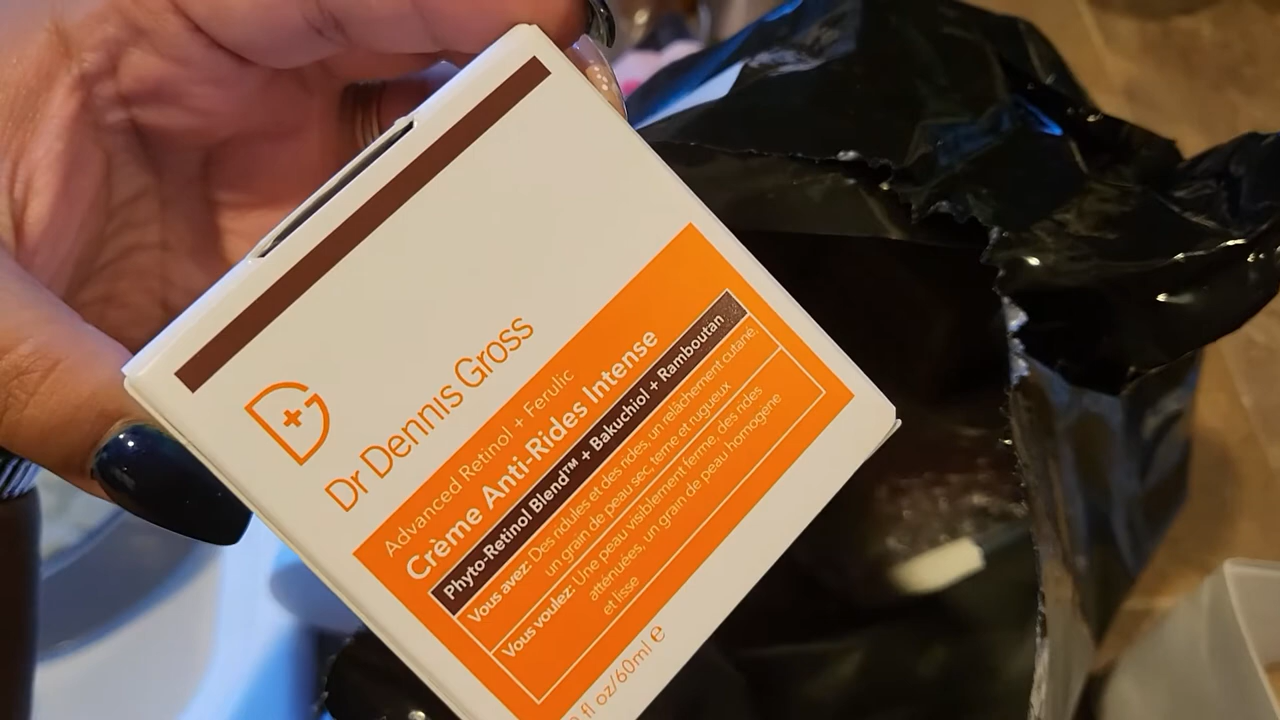 Dr Dennis Gross
Advanced Retinol + Ferulic
Crème Anti-Rides Intense
Phyto-Retinol Blend™ + Bakuchiol + Ramboutan
Vous avez: Des ridules et des rides, un relâchement cutané,
un grain de peau sec, terne et rugueux
Vous voulez: Une peau visiblement ferme, des rides
atténuées, un grain de peau homogène
et lisse
fl oz/60ml e